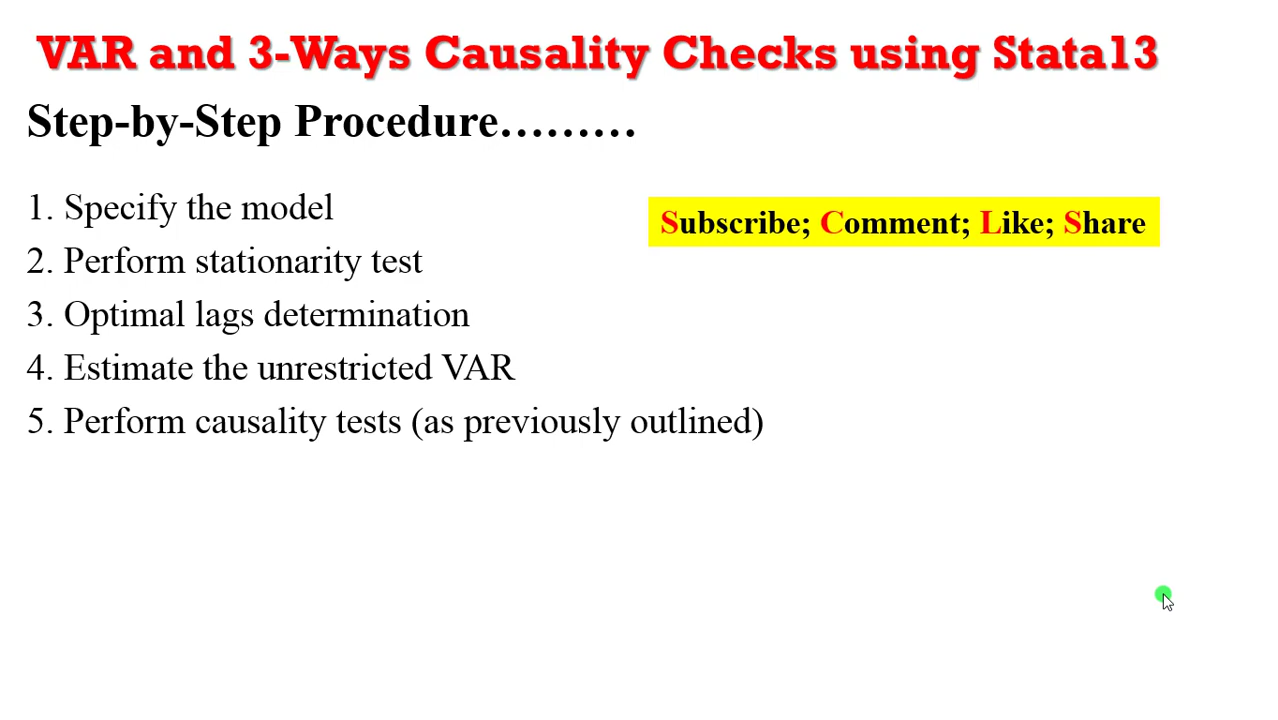 VAR and 3-Ways Causality Checks using Stata13
Step-by-Step Procedure………
1. Specify the model
Subscribe; Comment; Like; Share
2. Perform stationarity test
3. Optimal lags determination
4. Estimate the unrestricted VAR
5. Perform causality tests (as previously outlined)